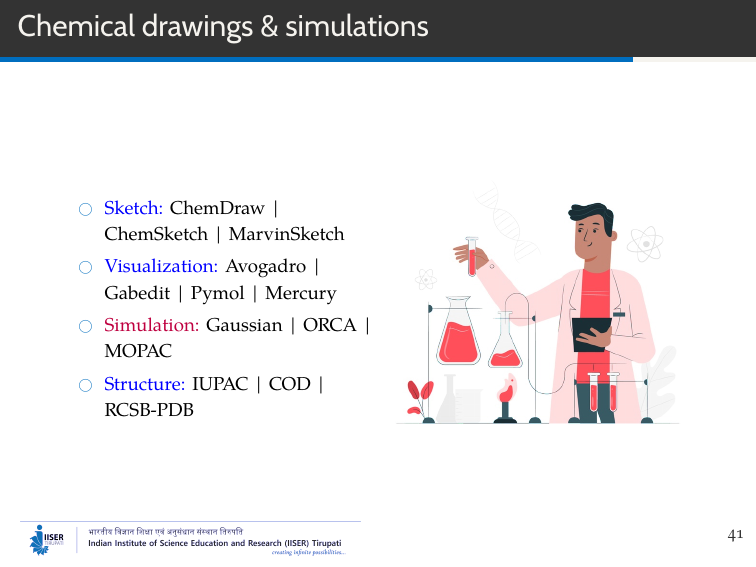 Chemical drawings & simulations
Sketch: ChemDraw |
ChemSketch | MarvinSketch
Visualization: Avogadro |
Gabedit | Pymol | Mercury
Simulation: Gaussian | ORCA |
MOPAC
Structure: IUPAC | COD |
RCSB-PDB
IISER
TIRUPATI
भारतीय विज्ञान शिक्षा एवं अनुसंधान संस्थान तिरुपति
Indian Institute of Science Education and Research (IISER) Tirupati
creating infinite possibilities...
41